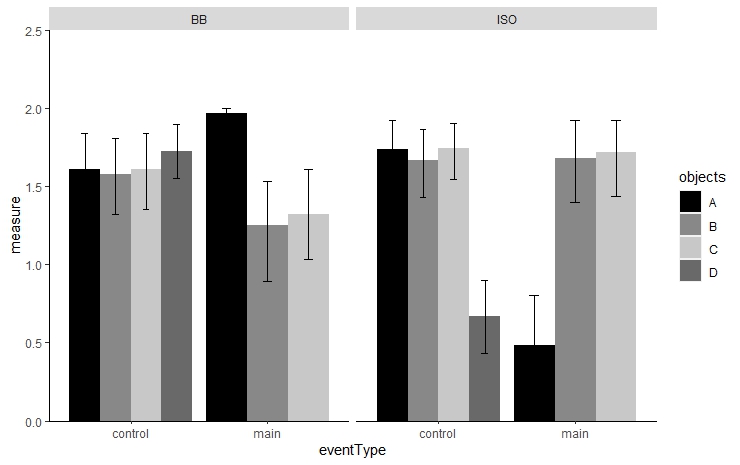 BB
ISO
2.5
2.0
1.5
1.0
0.5
0.0
measure
control
main
control
main
eventType
objects
A
B
C
D